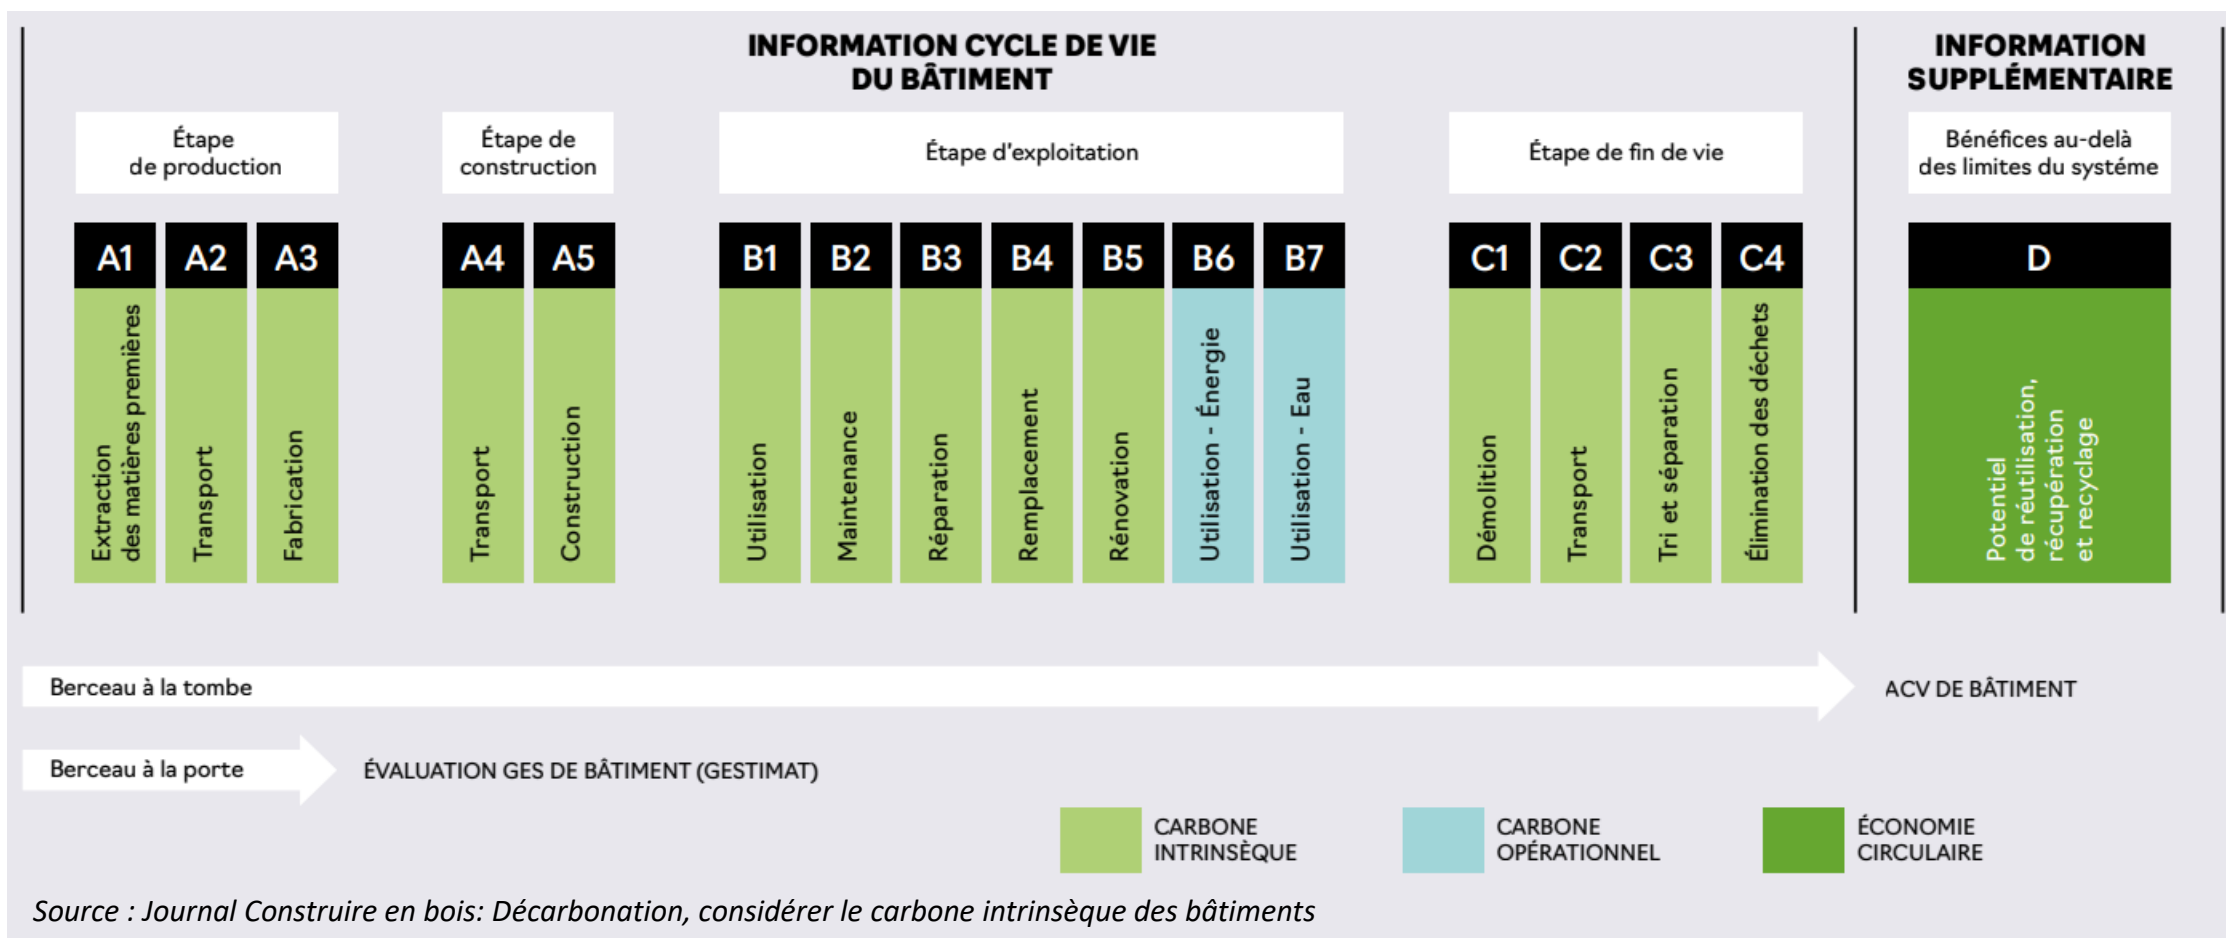 INFORMATION CYCLE DE VIE
DU BÂTIMENT
INFORMATION
SUPPLÉMENTAIRE
Étape
de production
Étape de
construction
Étape d'exploitation
Étape de fin de vie
Bénéfices au-delà
des limites du systéme
A1
A2
A3
A4
A5
B1
B2
B3
B4
B5
B6
B7
C1
C2
C3
C4
D
Extraction
des matières premières
Transport
Fabrication
Transport
Construction
Utilisation
Maintenance
Réparation
Remplacement
Rénovation
Utilisation - Énergie
Utilisation - Eau
Démolition
Transport
Tri et séparation
Élimination des déchets
Potentiel
de réutilisation,
récupération
et recyclage
Berceau à la tombe
ACV DE BÂTIMENT
Berceau à la porte
ÉVALUATION GES DE BÂTIMENT (GESTIMAT)
CARBONE
INTRINSÈQUE
CARBONE
OPÉRATIONNEL
ÉCONOMIE
CIRCULAIRE
Source : Journal Construire en bois: Décarbonation, considérer le carbone intrinsèque des bâtiments